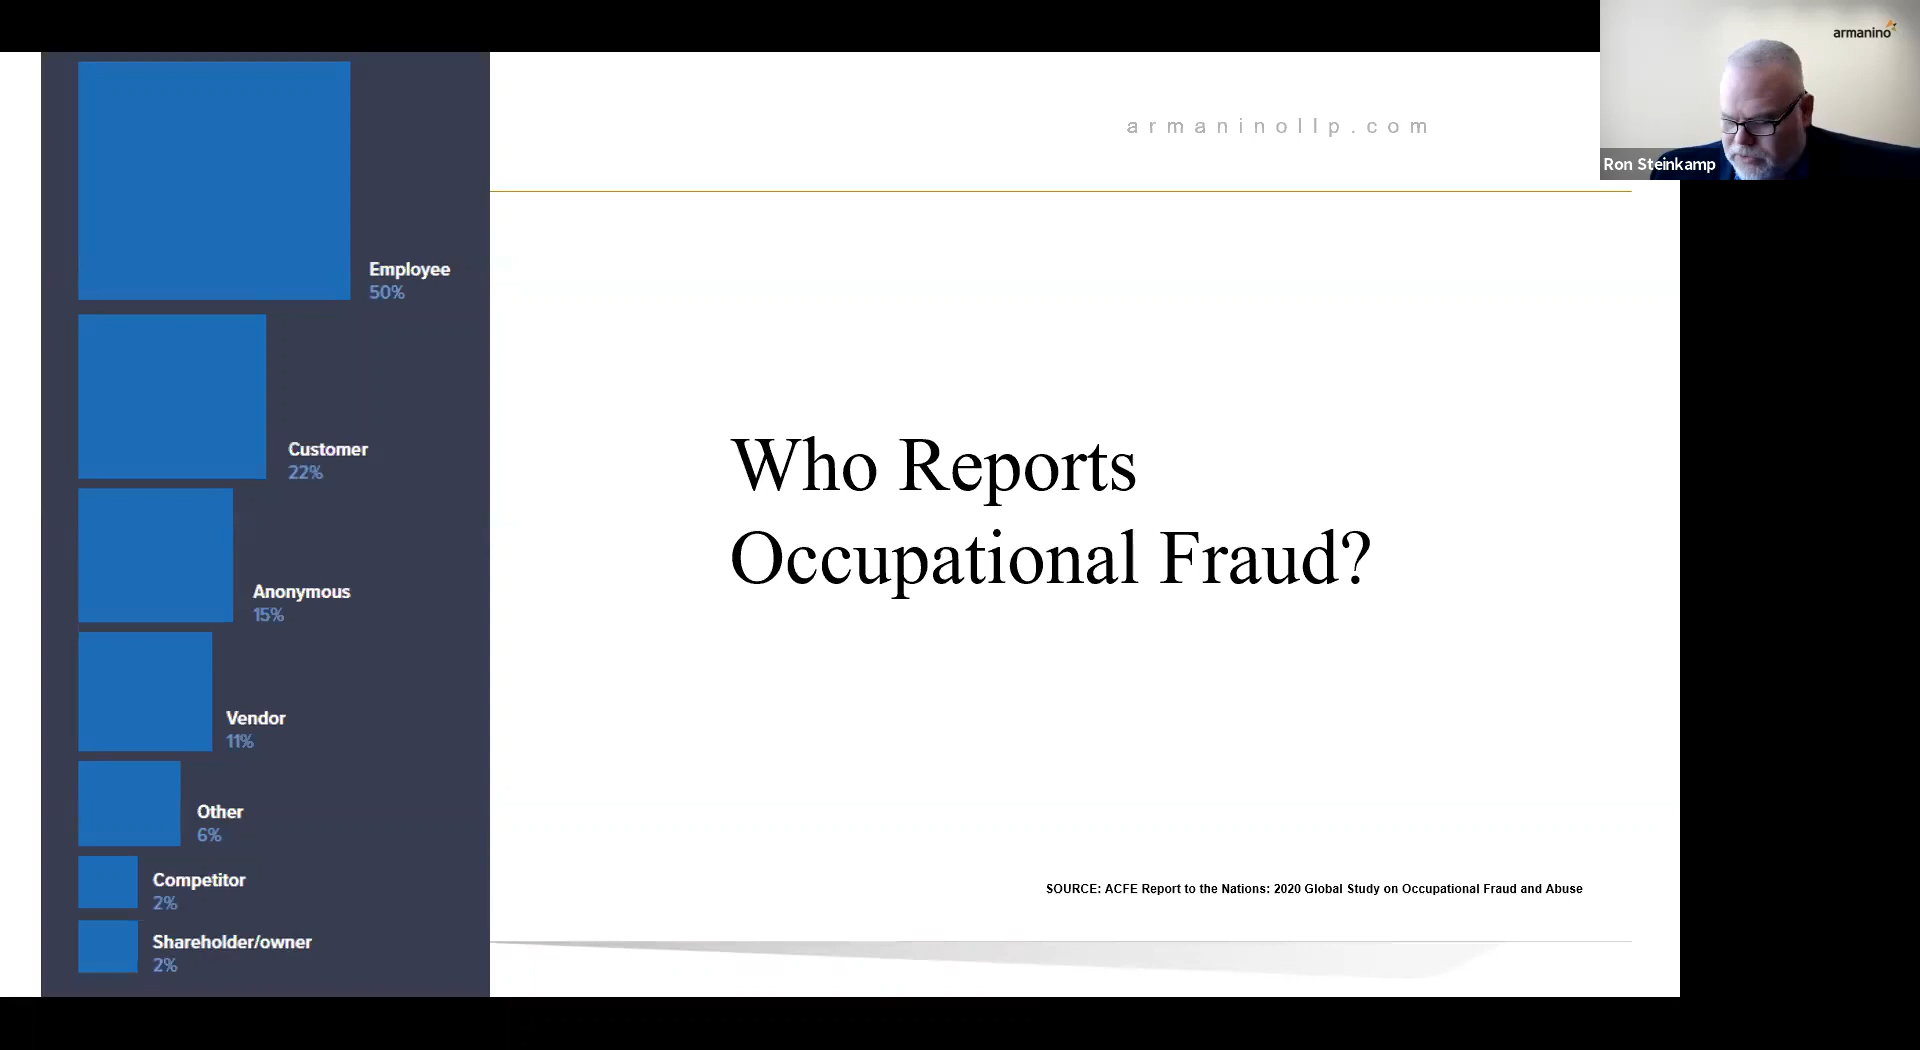 armanino
Ron Steinkamp
armaninollp.com
Employee
50%
Customer
22%
Anonymous
15%
Vendor
11%
Other
6%
Competitor
2%
Shareholder/owner
2%
Who Reports
Occupational Fraud?
SOURCE: ACFE Report to the Nations: 2020 Global Study on Occupational Fraud and Abuse